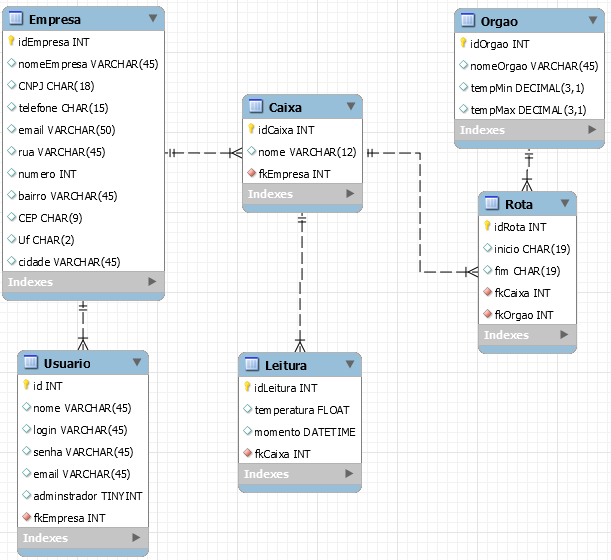 Empresa
idEmpresa INT
nomeEmpresa VARCHAR(45)
CNPJ CHAR(18)
telefone CHAR(15)
email VARCHAR(50)
rua VARCHAR(45)
numero INT
bairro VARCHAR(45)
CEP CHAR(9)
Uf CHAR(2)
cidade VARCHAR(45)
Indexes
Caixa
idCaixa INT
nome VARCHAR(12)
fkEmpresa INT
Indexes
Orgao
idOrgao INT
nomeOrgao VARCHAR(45)
tempMin DECIMAL(3,1)
tempMax DECIMAL(3,1)
Indexes
Rota
idRota INT
inicio CHAR(19)
fim CHAR(19)
fkCaixa INT
fkOrgao INT
Indexes
Usuario
id INT
nome VARCHAR(45)
login VARCHAR(45)
senha VARCHAR(45)
email VARCHAR(45)
adminstrador TINYINT
fkEmpresa INT
Indexes
Leitura
idLeitura INT
temperatura FLOAT
momento DATETIME
fkCaixa INT
Indexes